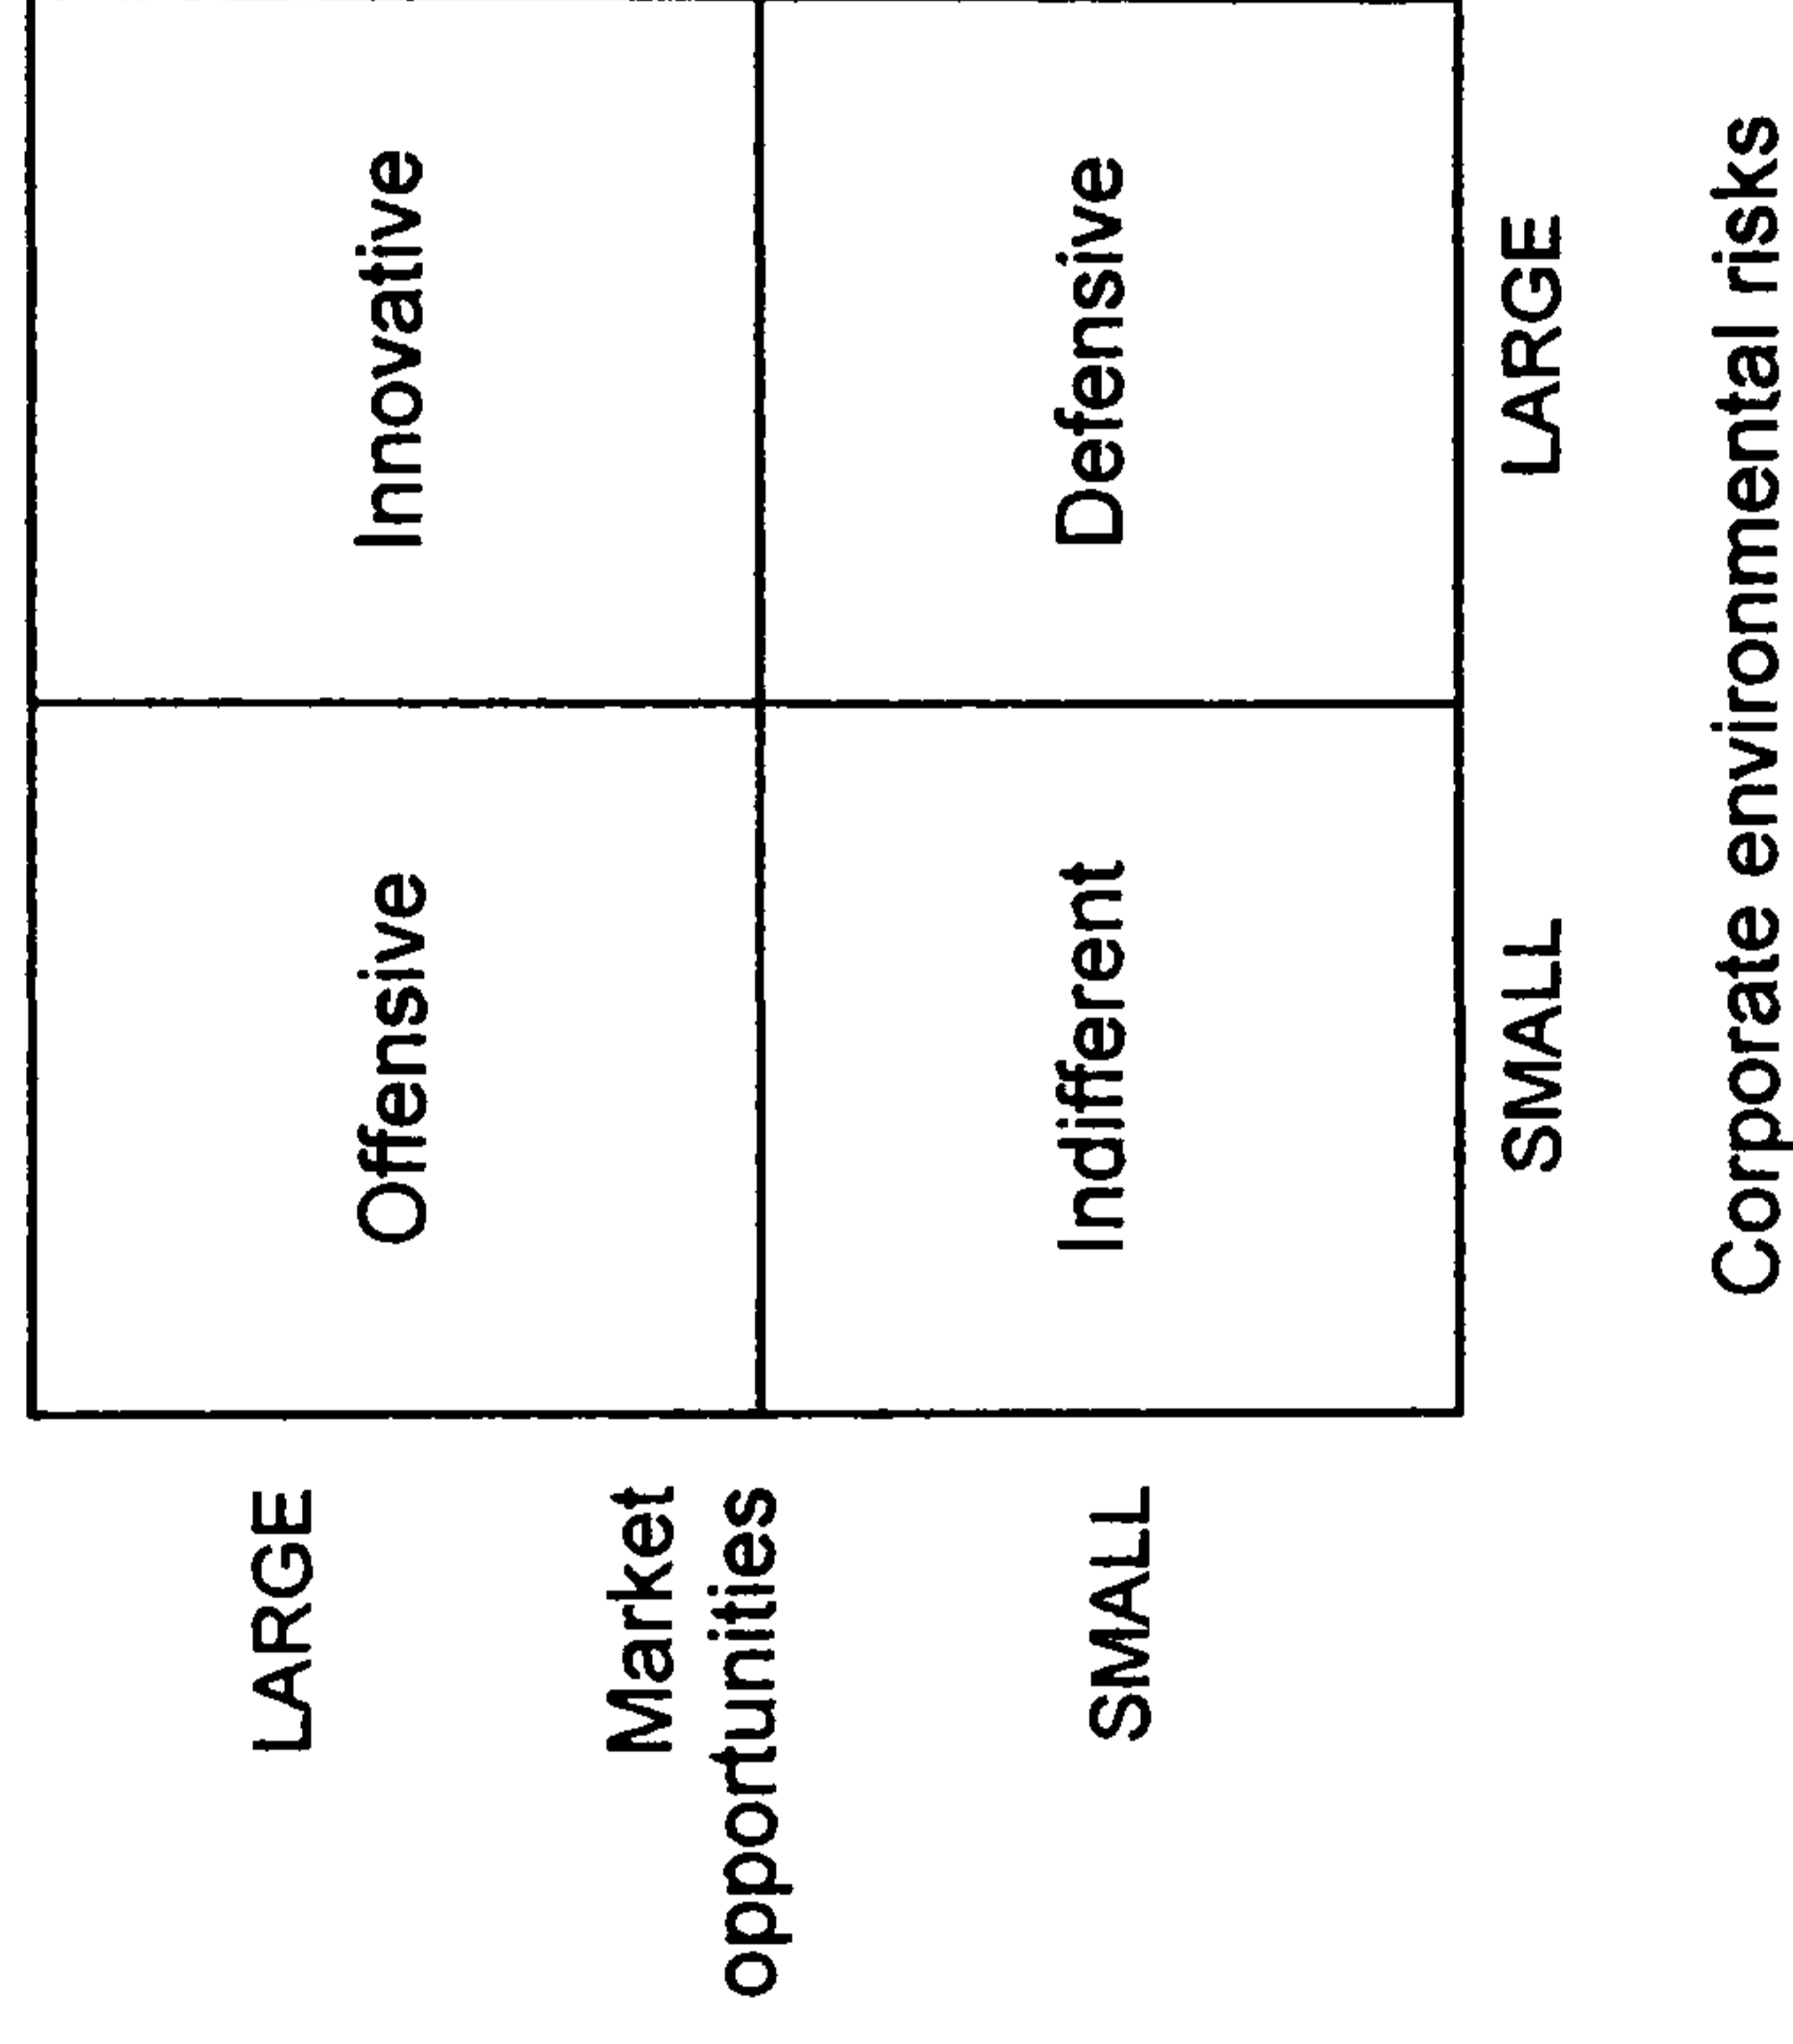 LARGE
Offensive
Innovative
Market
opportunities
SMALL
Indifferent
Defensive
SMALL
LARGE
Corporate environmental risks